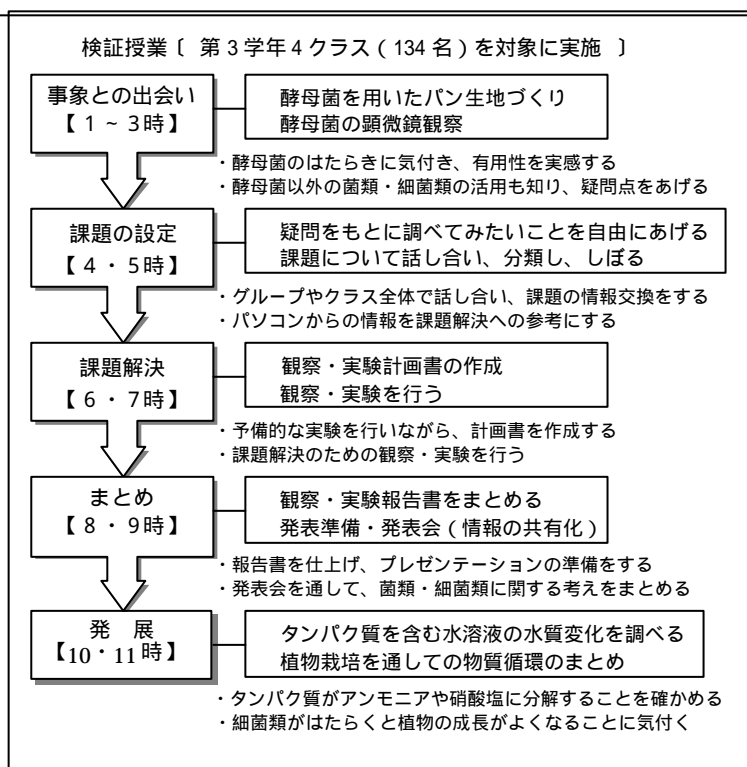 検証授業〔 第3学年4クラス(134名)を対象に実施 〕
事象との出会い
【1~3時】
酵母菌を用いたパン生地づくり
酵母菌の顕微鏡観察
・酵母菌のはたらきに気付き、有用性を実感する
・酵母菌以外の菌類・細菌類の活用も知り、疑問点をあげる
課題の設定
【4・5時】
疑問をもとに調べてみたいことを自由にあげる
課題について話し合い、分類し、しぼる
・グループやクラス全体で話し合い、課題の情報交換をする
・パソコンからの情報を課題解決への参考にする
課題解決
【6・7時】
観察・実験計画書の作成
観察・実験を行う
・予備的な実験を行いながら、計画書を作成する
・課題解決のための観察・実験を行う
まとめ
【8・9時】
観察・実験報告書をまとめる
発表準備・発表会(情報の共有化)
・報告書を仕上げ、プレゼンテーションの準備をする
・発表会を通して、菌類・細菌類に関する考えをまとめる
発 展
【10・11時】
タンパク質を含む水溶液の水質変化を調べる
植物栽培を通しての物質循環のまとめ
・タンパク質がアンモニアや硝酸塩に分解することを確かめる
・細菌類がはたらくと植物の成長がよくなることに気付く